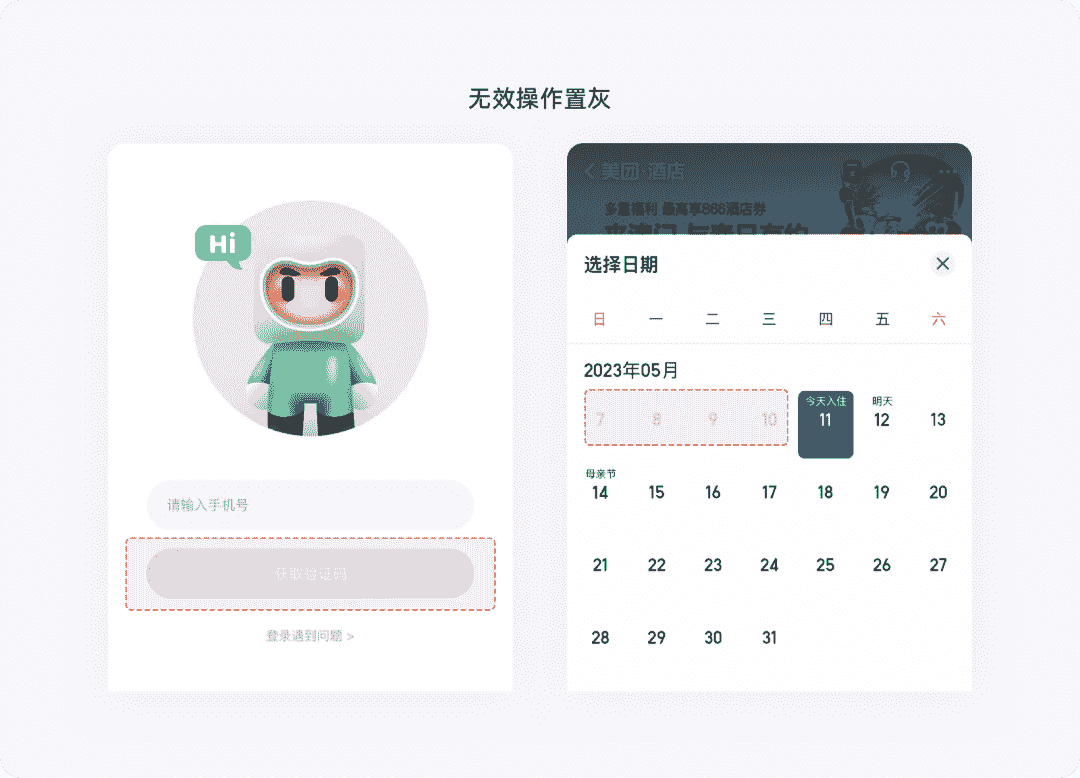 无效操作置灰
Hi
请输入手机号
获取验证码
登录遇到问题 >
美团 酒店
多重福利 最高享866酒店券
选择日期
日 一 二 三 四 五 六
2023年05月
今天入住 明天
7 8 9 10 11 12 13
母亲节
14 15 16 17 18 19 20
21 22 23 24 25 26 27
28 29 30 31